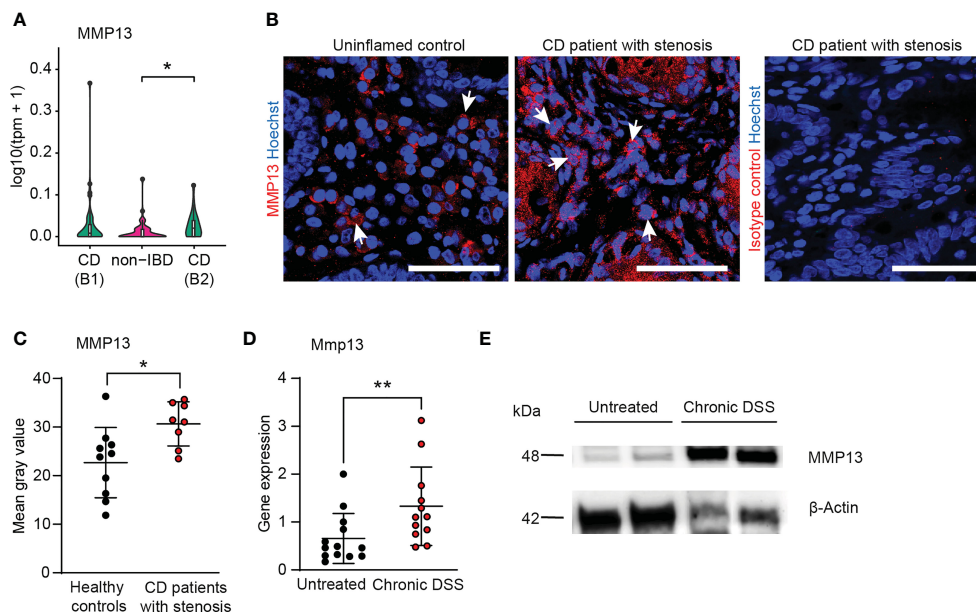 A
MMP13
log10(tpm + 1)
0.4
0.3
0.2
0.1
0.0
*
CD
(B1)
non−IBD
CD
(B2)
B
Uninflamed control
CD patient with stenosis
CD patient with stenosis
MMP13 Hoechst
Isotype control Hoechst
C
MMP13
*
Mean gray value
40
30
20
10
0
Healthy
controls
CD patients
with stenosis
D
Mmp13
**
Gene expression
4
3
2
1
0
Untreated
Chronic DSS
E
kDa
Untreated
Chronic DSS
48
MMP13
42
β-Actin